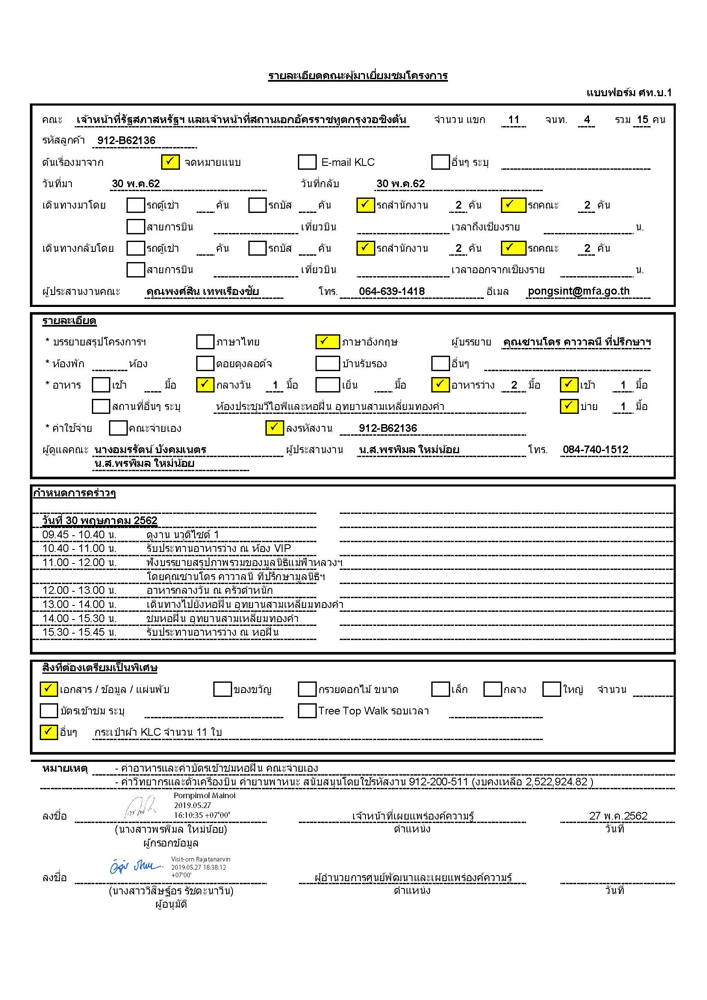 รายละเอียดคณะผู้มาเยี่ยมชมโครงการ
แบบฟอร์ม ศท.บ.1
คณะ เจ้าหน้าที่รัฐสภาสหรัฐฯ และเจ้าหน้าที่สถานเอกอัครราชทูตกรุงวอชิงตัน จำนวน แขก 11 จนท. 4 รวม 15 คน
รหัสลูกค้า 912-B62136
ต้นเรื่องมาจาก ✓ จดหมายแนบ E-mail KLC อื่นๆ ระบุ
วันที่มา 30 พ.ค.62 วันที่กลับ 30 พ.ค.62
เดินทางมาโดย รถตู้เช่า คัน รถบัส คัน ✓ รถสำนักงาน 2 คัน ✓ รถคณะ 2 คัน
สายการบิน เที่ยวบิน เวลาถึงเชียงราย น.
เดินทางกลับโดย รถตู้เช่า คัน รถบัส คัน ✓ รถสำนักงาน 2 คัน ✓ รถคณะ 2 คัน
สายการบิน เที่ยวบิน เวลาออกจากเชียงราย น.
ผู้ประสานงานคณะ คุณพงศ์สิน เทพเรืองชัย โทร. 064-639-1418 อีเมล pongsint@mfa.go.th
รายละเอียด
* บรรยายสรุปโครงการฯ ภาษาไทย ✓ ภาษาอังกฤษ ผู้บรรยาย คุณซานโดร คาวาลนี ที่ปรึกษาฯ
* ห้องพัก ห้อง ดอยตุงลอด์จ บ้านรับรอง อื่นๆ
* อาหาร เช้า มื้อ ✓ กลางวัน 1 มื้อ เย็น มื้อ ✓ อาหารว่าง 2 มื้อ ✓ เช้า 1 มื้อ
สถานที่อื่นๆ ระบุ ห้องประชุมวีไอพีและหอฝิ่น อุทยานสามเหลี่ยมทองคำ ✓ บ่าย 1 มื้อ
* ค่าใช้จ่าย คณะจ่ายเอง ✓ ลงรหัสงาน 912-B62136
ผู้ดูแลคณะ นางอมรรัตน์ บังคมเนตร ผู้ประสานงาน น.ส.พรพิมล ใหม่น้อย โทร. 084-740-1512
น.ส.พรพิมล ใหม่น้อย
กำหนดการคร่าวๆ
วันที่ 30 พฤษภาคม 2562
09.45 - 10.40 น. ดูงาน นวุติไซต์ 1
10.40 - 11.00 น. รับประทานอาหารว่าง ณ ห้อง VIP
11.00 - 12.00 น. ฟังบรรยายสรุปภาพรวมของมูลนิธิแม่ฟ้าหลวงฯ
โดยคุณซานโดร คาวาลนี ที่ปรึกษามูลนิธิฯ
12.00 - 13.00 น. อาหารกลางวัน ณ ครัวตำหนัก
13.00 - 14.00 น. เดินทางไปยังหอฝิ่น อุทยานสามเหลี่ยมทองคำ
14.00 - 15.30 น. ชมหอฝิ่น อุทยานสามเหลี่ยมทองคำ
15.30 - 15.45 น. รับประทานอาหารว่าง ณ หอฝิ่น
สิ่งที่ต้องเตรียมเป็นพิเศษ
✓ เอกสาร / ข้อมูล / แผ่นพับ ของขวัญ กรวยดอกไม้ ขนาด เล็ก กลาง ใหญ่ จำนวน
บัตรเข้าชม ระบุ Tree Top Walk รอบเวลา
✓ อื่นๆ กระเป๋าผ้า KLC จำนวน 11 ใบ
หมายเหตุ - ค่าอาหารและค่าบัตรเข้าชมหอฝิ่น คณะจ่ายเอง
- ค่าวิทยากรและตัวเครื่องบิน ค่ายานพาหนะ สนับสนุนโดยใช้รหัสงาน 912-200-511 (งบคงเหลือ 2,522,924.82 )
Pornpimol Mainoi
2019.05.27
16:10:35 +07'00'
ลงชื่อ เจ้าหน้าที่เผยแพร่องค์ความรู้ 27 พ.ค.2562
(นางสาวพรพิมล ใหม่น้อย) ตำแหน่ง วันที่
ผู้กรอกข้อมูล
Visit-orn Rajatanarvin
2019.05.27 18:38:12
+07'00'
ลงชื่อ ผู้อำนวยการศูนย์พัฒนาและเผยแพร่องค์ความรู้
(นางสาววิสิษฐ์อร รัชตะนาวิน) ตำแหน่ง วันที่
ผู้อนุมัติ